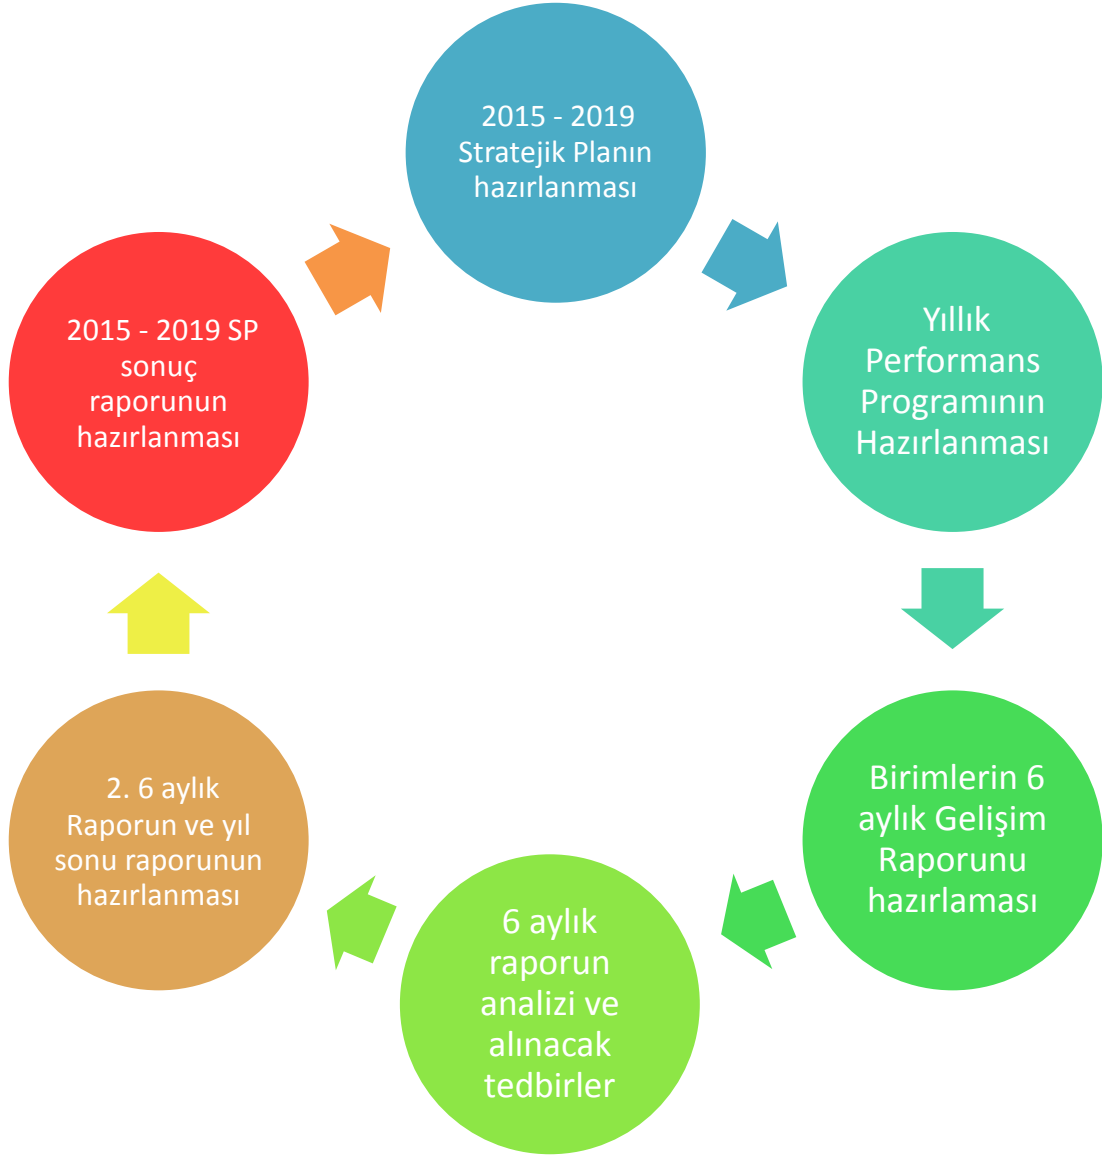 2015 - 2019
Stratejik Planın
hazırlanması
Yıllık
Performans
Programının
Hazırlanması
Birimlerin 6
aylık Gelişim
Raporunu
hazırlaması
6 aylık
raporun
analizi ve
alınacak
tedbirler
2. 6 aylık
Raporun ve yıl
sonu raporunun
hazırlanması
2015 - 2019 SP
sonuç
raporunun
hazırlanması